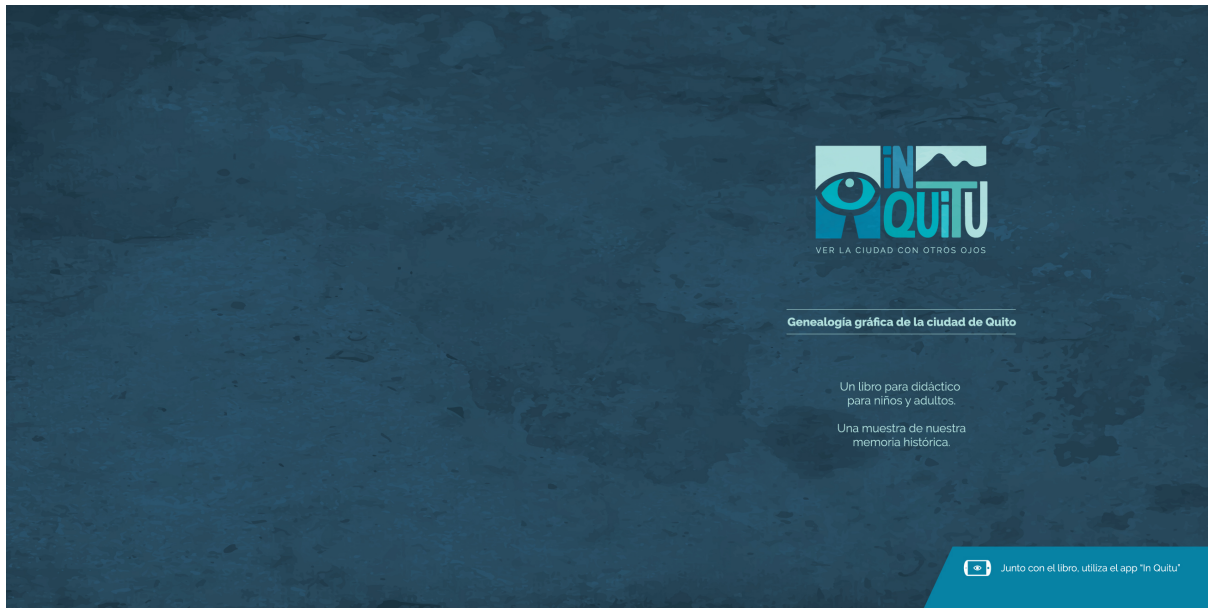 iN
QUiTU
VER LA CIUDAD CON OTROS OJOS
Genealogía gráfica de la ciudad de Quito
Un libro para didáctico
para niños y adultos.
Una muestra de nuestra
memoria histórica.
Junto con el libro, utiliza el app “In Quitu”